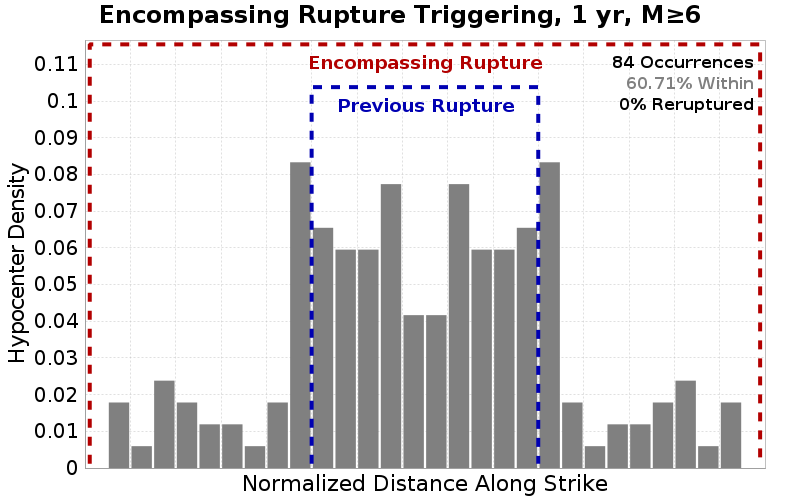 Encompassing Rupture Triggering, 1 yr, M≥6
Encompassing Rupture
84 Occurrences
60.71% Within
0% Reruptured
Previous Rupture
Hypocenter Density
0.11
0.1
0.09
0.08
0.07
0.06
0.05
0.04
0.03
0.02
0.01
0
Normalized Distance Along Strike